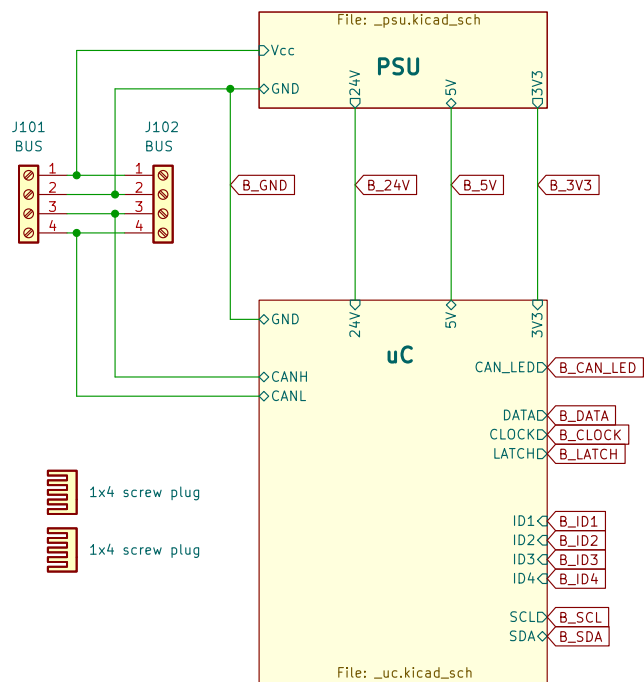 File: _psu.kicad_sch
Vcc
PSU
GND
24V
5V
3V3
J101
BUS
J102
BUS
1
1
2
2
3
3
4
4
B_GND
B_24V
B_5V
B_3V3
GND
24V
5V
3V3
uC
CAN_LED
B_CAN_LED
CANH
CANL
DATA
B_DATA
CLOCK
B_CLOCK
LATCH
B_LATCH
1x4 screw plug
1x4 screw plug
ID1
B_ID1
ID2
B_ID2
ID3
B_ID3
ID4
B_ID4
SCL
B_SCL
SDA
B_SDA
File: _uc.kicad_sch